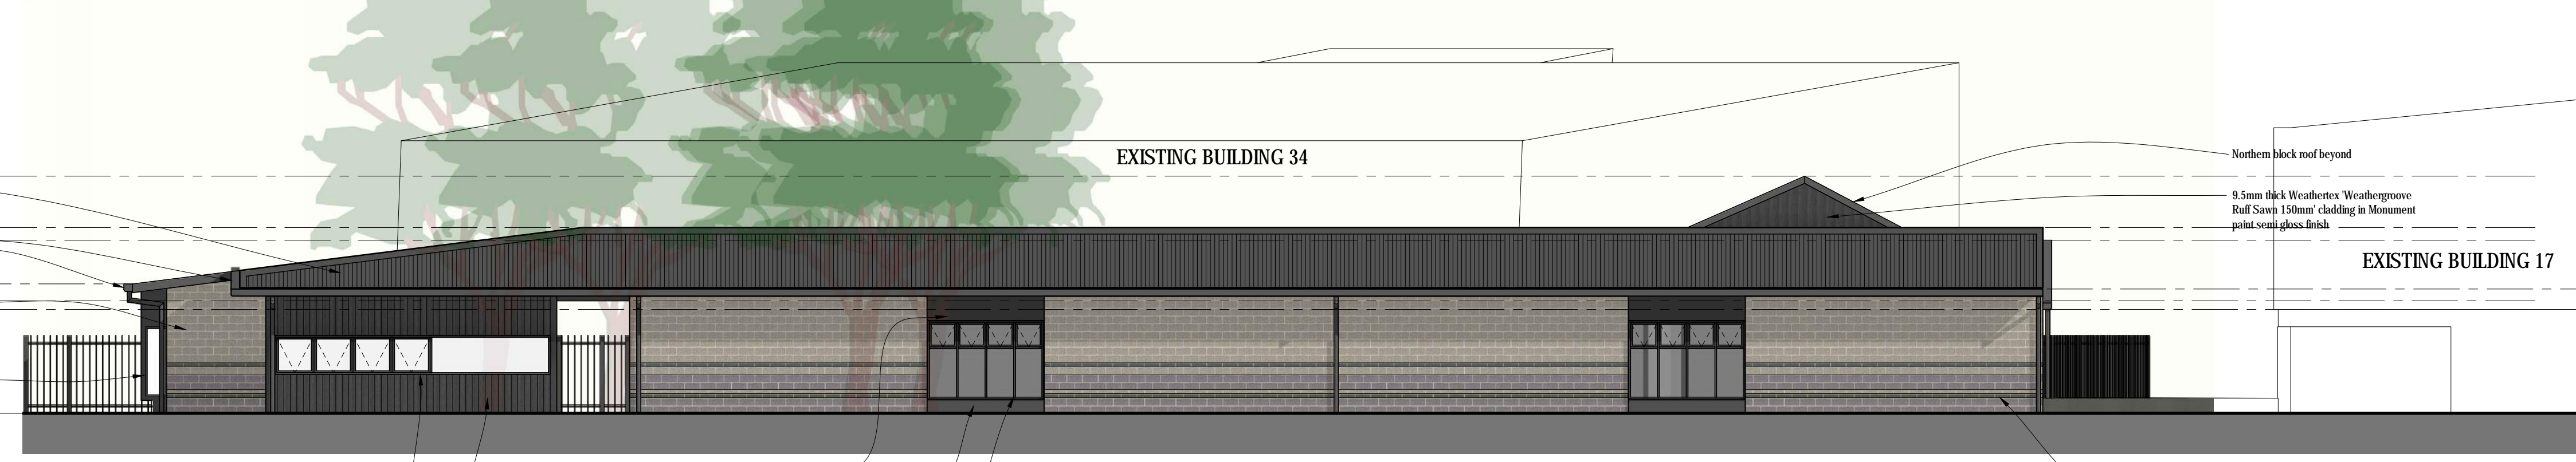 EXISTING BUILDING 34
Northern block roof beyond
9.5mm thick Weathertex 'Weathergroove
Ruff Sawn 150mm' cladding in Monument
paint semi gloss finish
EXISTING BUILDING 17